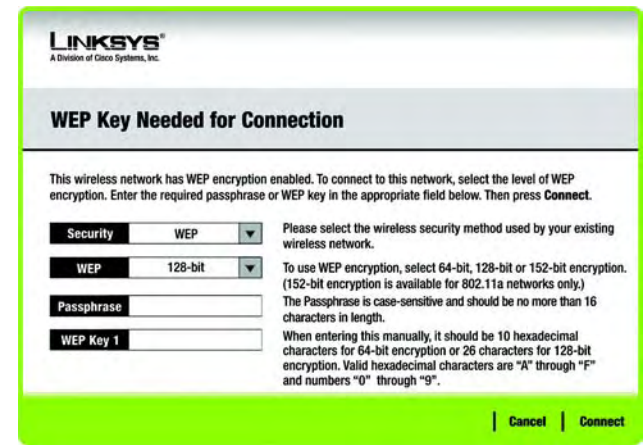 LINKSYS®
A Division of Cisco Systems, Inc.
WEP Key Needed for Connection
This wireless network has WEP encryption enabled. To connect to this network, select the level of WEP
encryption. Enter the required passphrase or WEP key in the appropriate field below. Then press Connect.
Security WEP
Please select the wireless security method used by your existing
wireless network.
WEP 128-bit
To use WEP encryption, select 64-bit, 128-bit or 152-bit encryption.
(152-bit encryption is available for 802.11a networks only.)
Passphrase
The Passphrase is case-sensitive and should be no more than 16
characters in length.
WEP Key 1
When entering this manually, it should be 10 hexadecimal
characters for 64-bit encryption or 26 characters for 128-bit
encryption. Valid hexadecimal characters are “A” through “F”
and numbers “0” through “9”.
Cancel
Connect